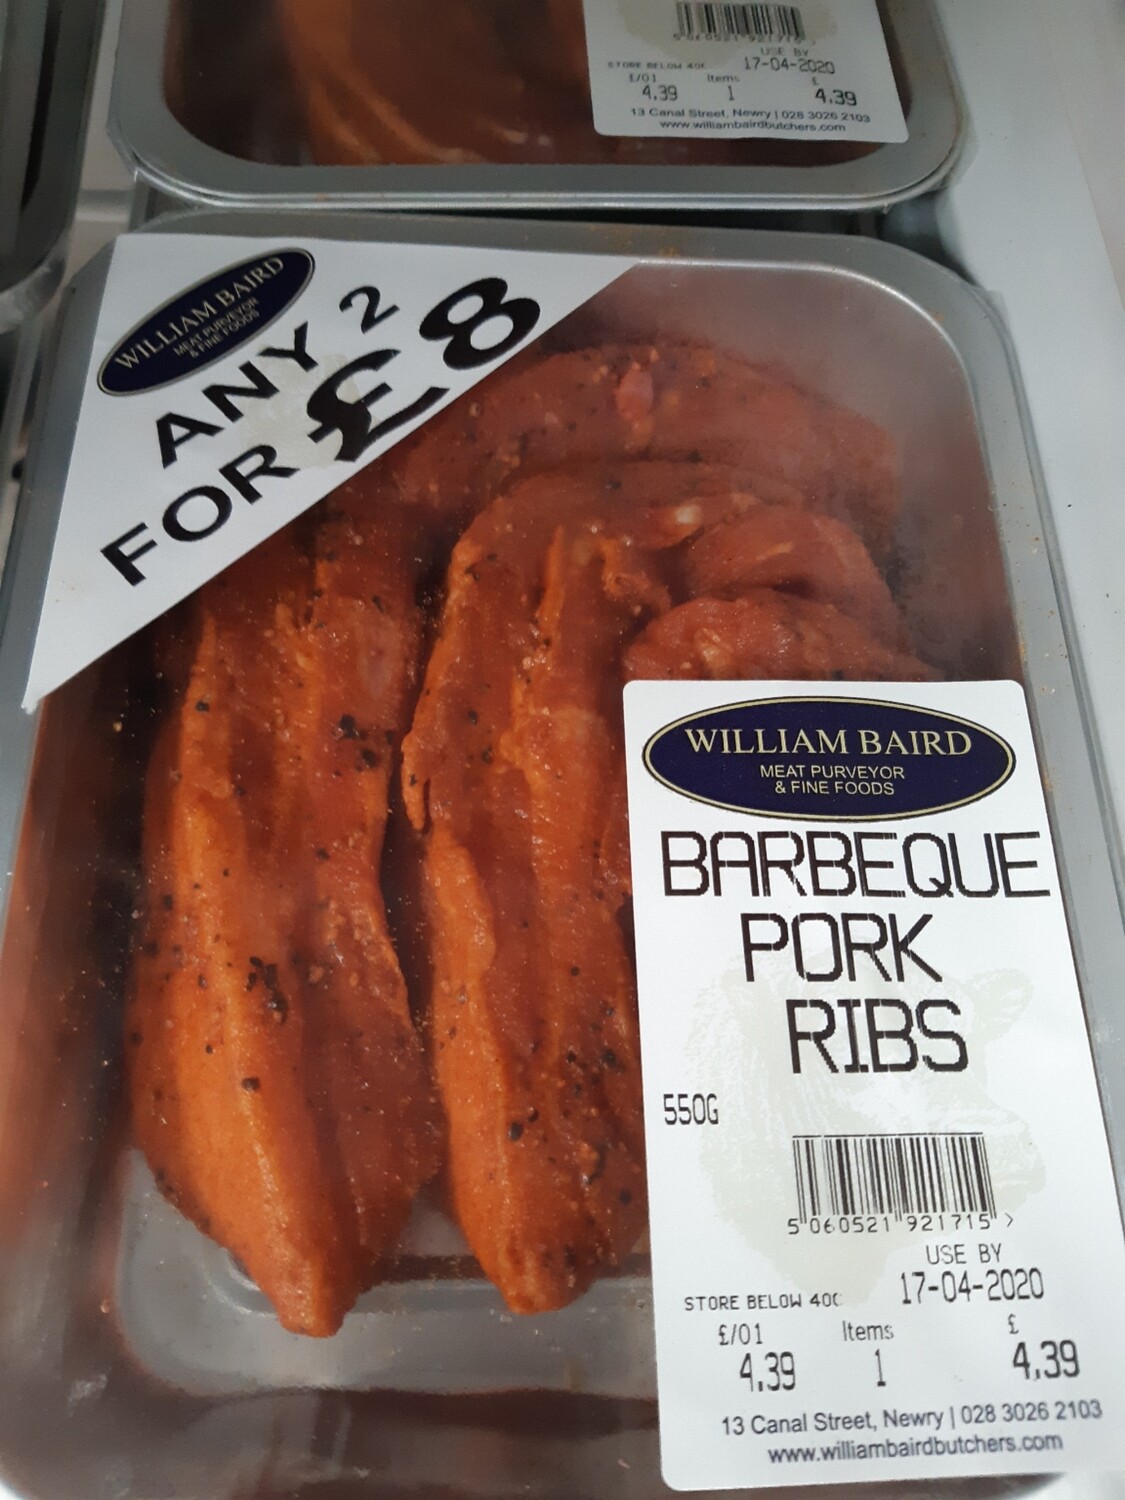 5 060521 921715 >
USE BY
STORE BELOW 40C 17-04-2020
£/01 Items £
4.39 1 4.39
13 Canal Street, Newry | 028 3026 2103
www.williambairdbutchers.com
WILLIAM BAIRD
MEAT PURVEYOR
& FINE FOODS
ANY 2
FOR £8
WILLIAM BAIRD
MEAT PURVEYOR
& FINE FOODS
BARBEQUE
PORK
RIBS
550G
5 060521 921715 >
USE BY
STORE BELOW 40C 17-04-2020
£/01 Items £
4.39 1 4.39
13 Canal Street, Newry | 028 3026 2103
www.williambairdbutchers.com